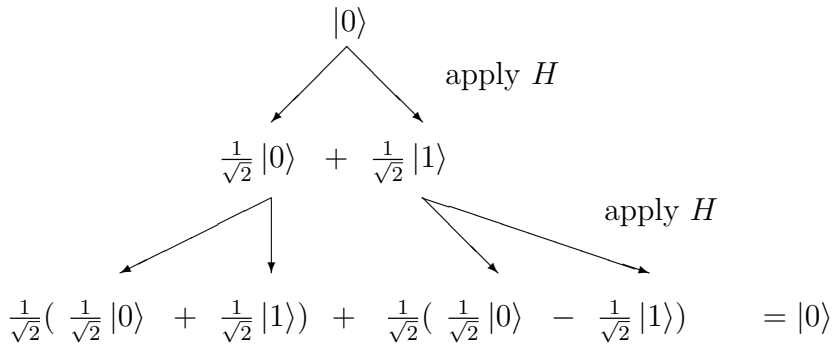 |0⟩
apply H
1/√2 |0⟩ + 1/√2 |1⟩
apply H
1/√2( 1/√2 |0⟩ + 1/√2 |1⟩) + 1/√2( 1/√2 |0⟩ − 1/√2 |1⟩) = |0⟩